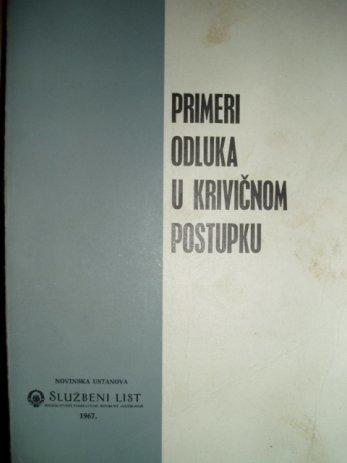 PRIMERI
ODLUKA
U KRIVIČNOM
POSTUPKU
NOVINSKA USTANOVA
SLUŽBENI LIST
1967.